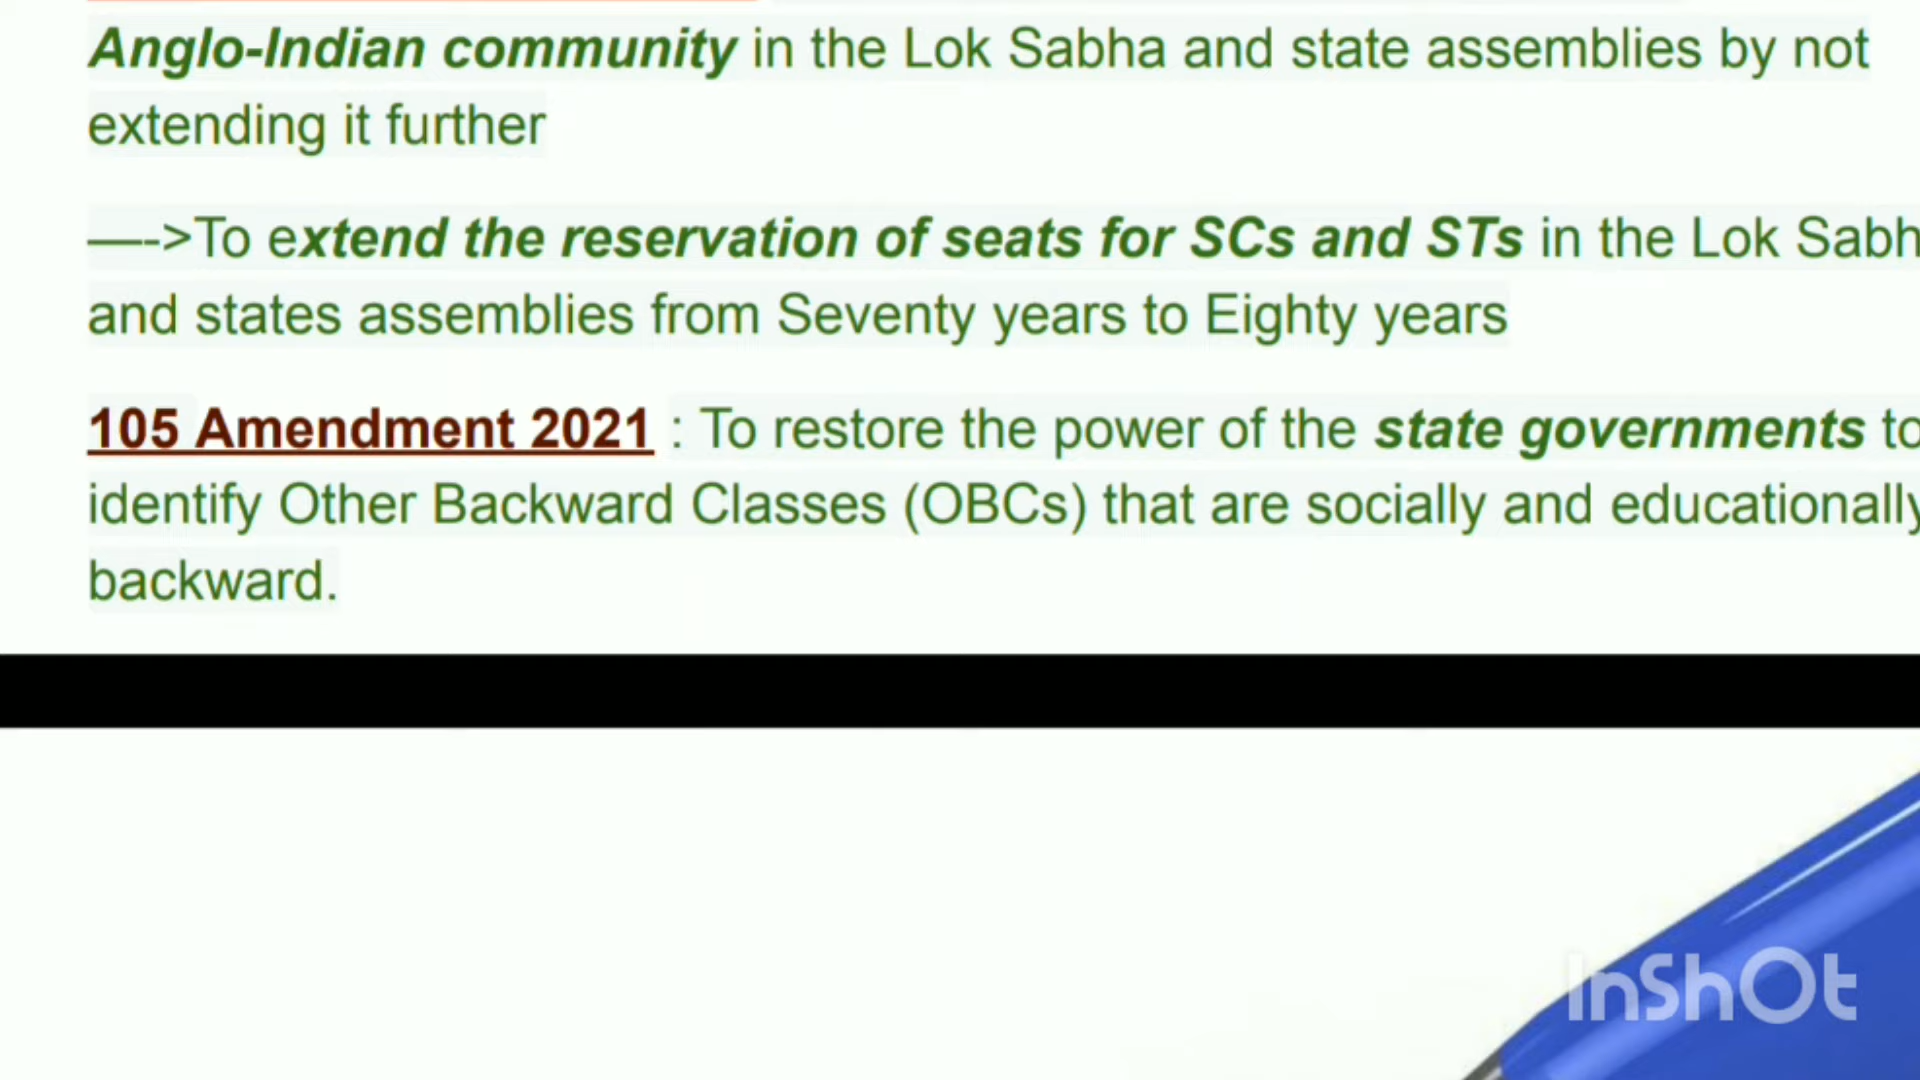 Anglo-Indian community in the Lok Sabha and state assemblies by not
extending it further
—->To extend the reservation of seats for SCs and STs in the Lok Sabh
and states assemblies from Seventy years to Eighty years
105 Amendment 2021 : To restore the power of the state governments to
identify Other Backward Classes (OBCs) that are socially and educationally
backward.
InShOt